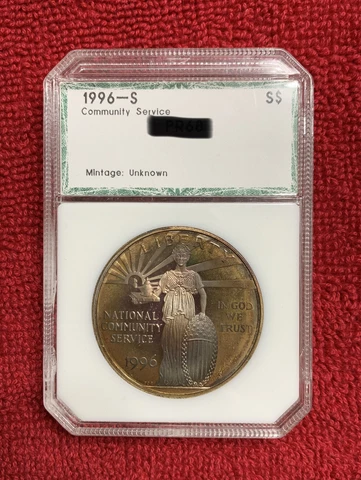 1996—S S$
Community Service
Mintage: Unknown
LIBERTY
NATIONAL
COMMUNITY
SERVICE
IN GOD
WE
TRUST
1996